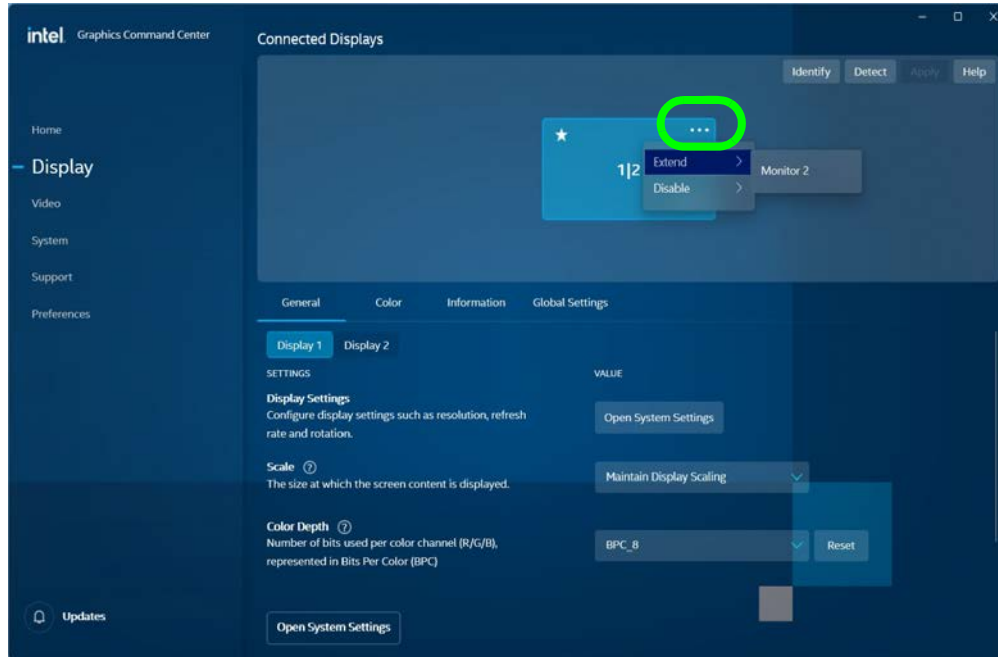 intel. Graphics Command Center
Connected Displays
Identify Detect Apply Help
Home
Display
Video
System
Support
Preferences
1|2
Extend
Monitor 2
Disable
General Color Information Global Settings
Display 1 Display 2
SETTINGS VALUE
Display Settings
Configure display settings such as resolution, refresh
rate and rotation.
Open System Settings
Scale ?
The size at which the screen content is displayed.
Maintain Display Scaling
Color Depth ?
Number of bits used per color channel (R/G/B),
represented in Bits Per Color (BPC)
BPC_8 Reset
Updates
Open System Settings